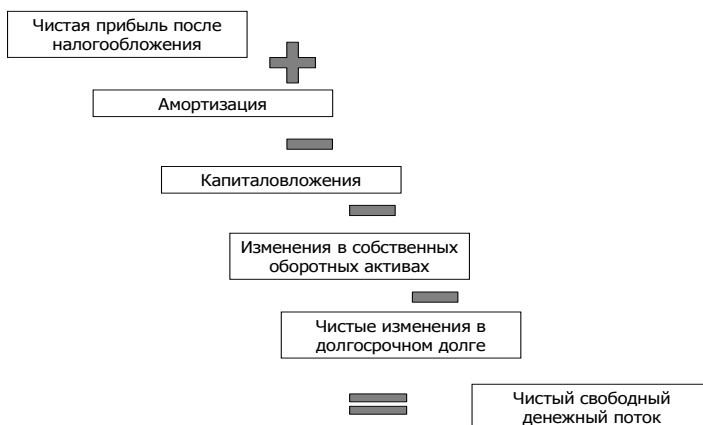 Чистая прибыль после
налогообложения
Амортизация
Капиталовложения
Изменения в собственных
оборотных активах
Чистые изменения в
долгосрочном долге
Чистый свободный
денежный поток